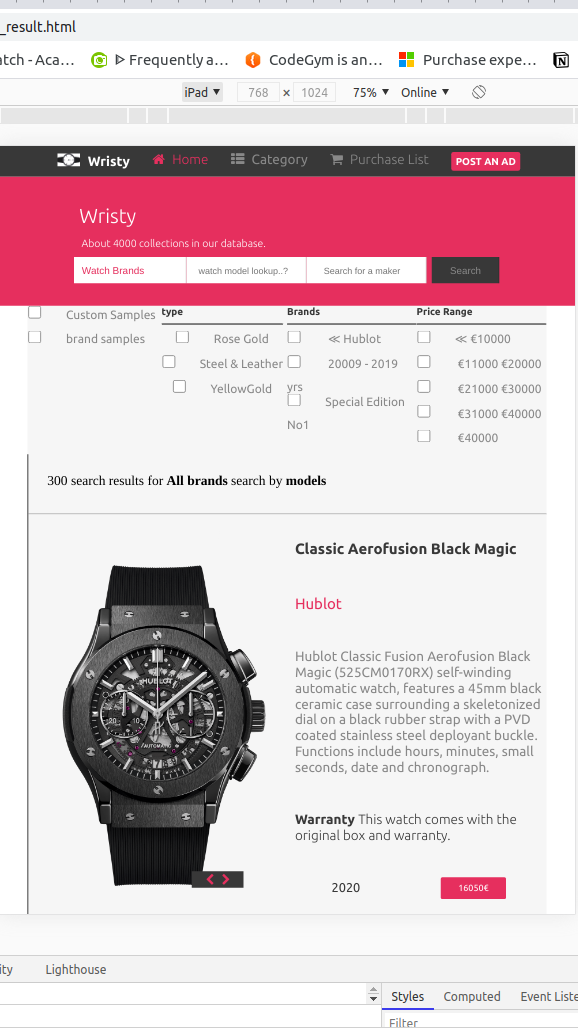 _result.html
atch - Aca… ᐈ Frequently a… CodeGym is an… Purchase expe…
iPad ▼ 768 × 1024 75% ▼ Online ▼
Wristy Home Category Purchase List POST AN AD
Wristy
About 4000 collections in our database.
Watch Brands watch model lookup..? Search for a maker Search
Custom Samples type Brands Price Range
brand samples Rose Gold ≪ Hublot ≪ €10000
Steel & Leather 20009 - 2019 €11000 €20000
YellowGold yrs €21000 €30000
Special Edition €31000 €40000
No1 €40000
300 search results for All brands search by models
Classic Aerofusion Black Magic
Hublot
Hublot Classic Fusion Aerofusion Black
Magic (525CM0170RX) self-winding
automatic watch, features a 45mm black
ceramic case surrounding a skeletonized
dial on a black rubber strap with a PVD
coated stainless steel deployant buckle.
Functions include hours, minutes, small
seconds, date and chronograph.
HUBLOT
AUTOMATIC
Warranty This watch comes with the
original box and warranty.
2020 16050€
ity Lighthouse
Styles Computed Event Liste
Filter